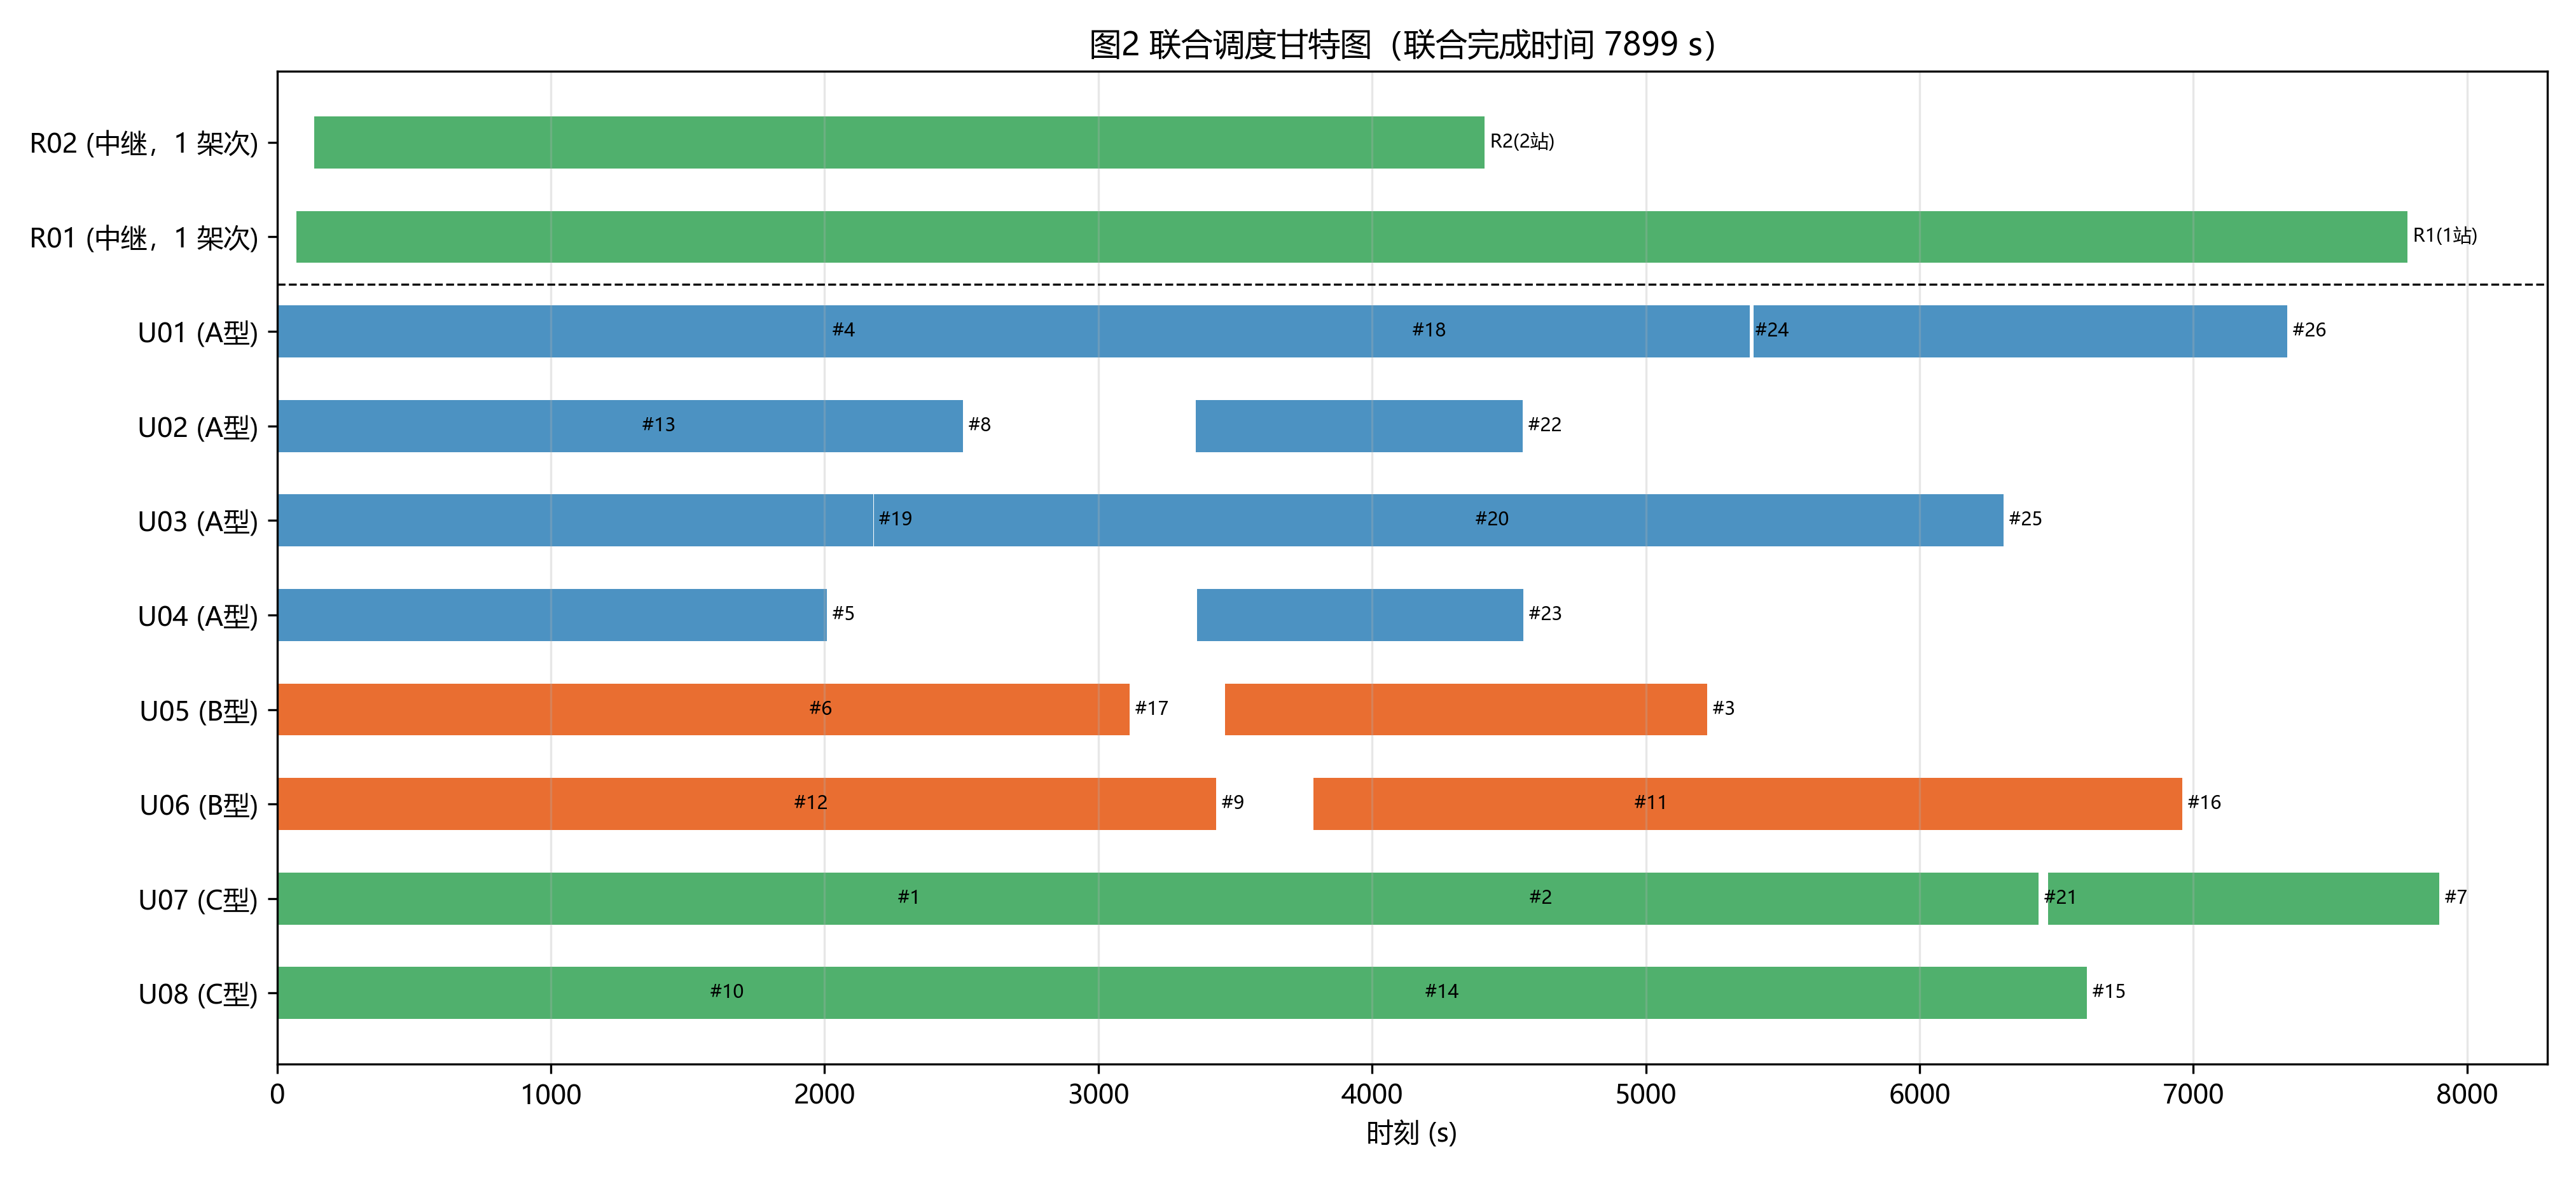 图2 联合调度甘特图（联合完成时间 7899 s）
R02 (中继，1 架次)
R2(2站)
R01 (中继，1 架次)
R1(1站)
U01 (A型)
#4
#18
#24
#26
U02 (A型)
#13
#8
#22
U03 (A型)
#19
#20
#25
U04 (A型)
#5
#23
U05 (B型)
#6
#17
#3
U06 (B型)
#12
#9
#11
#16
U07 (C型)
#1
#2
#21
#7
U08 (C型)
#10
#14
#15
0 1000 2000 3000 4000 5000 6000 7000 8000
时刻 (s)